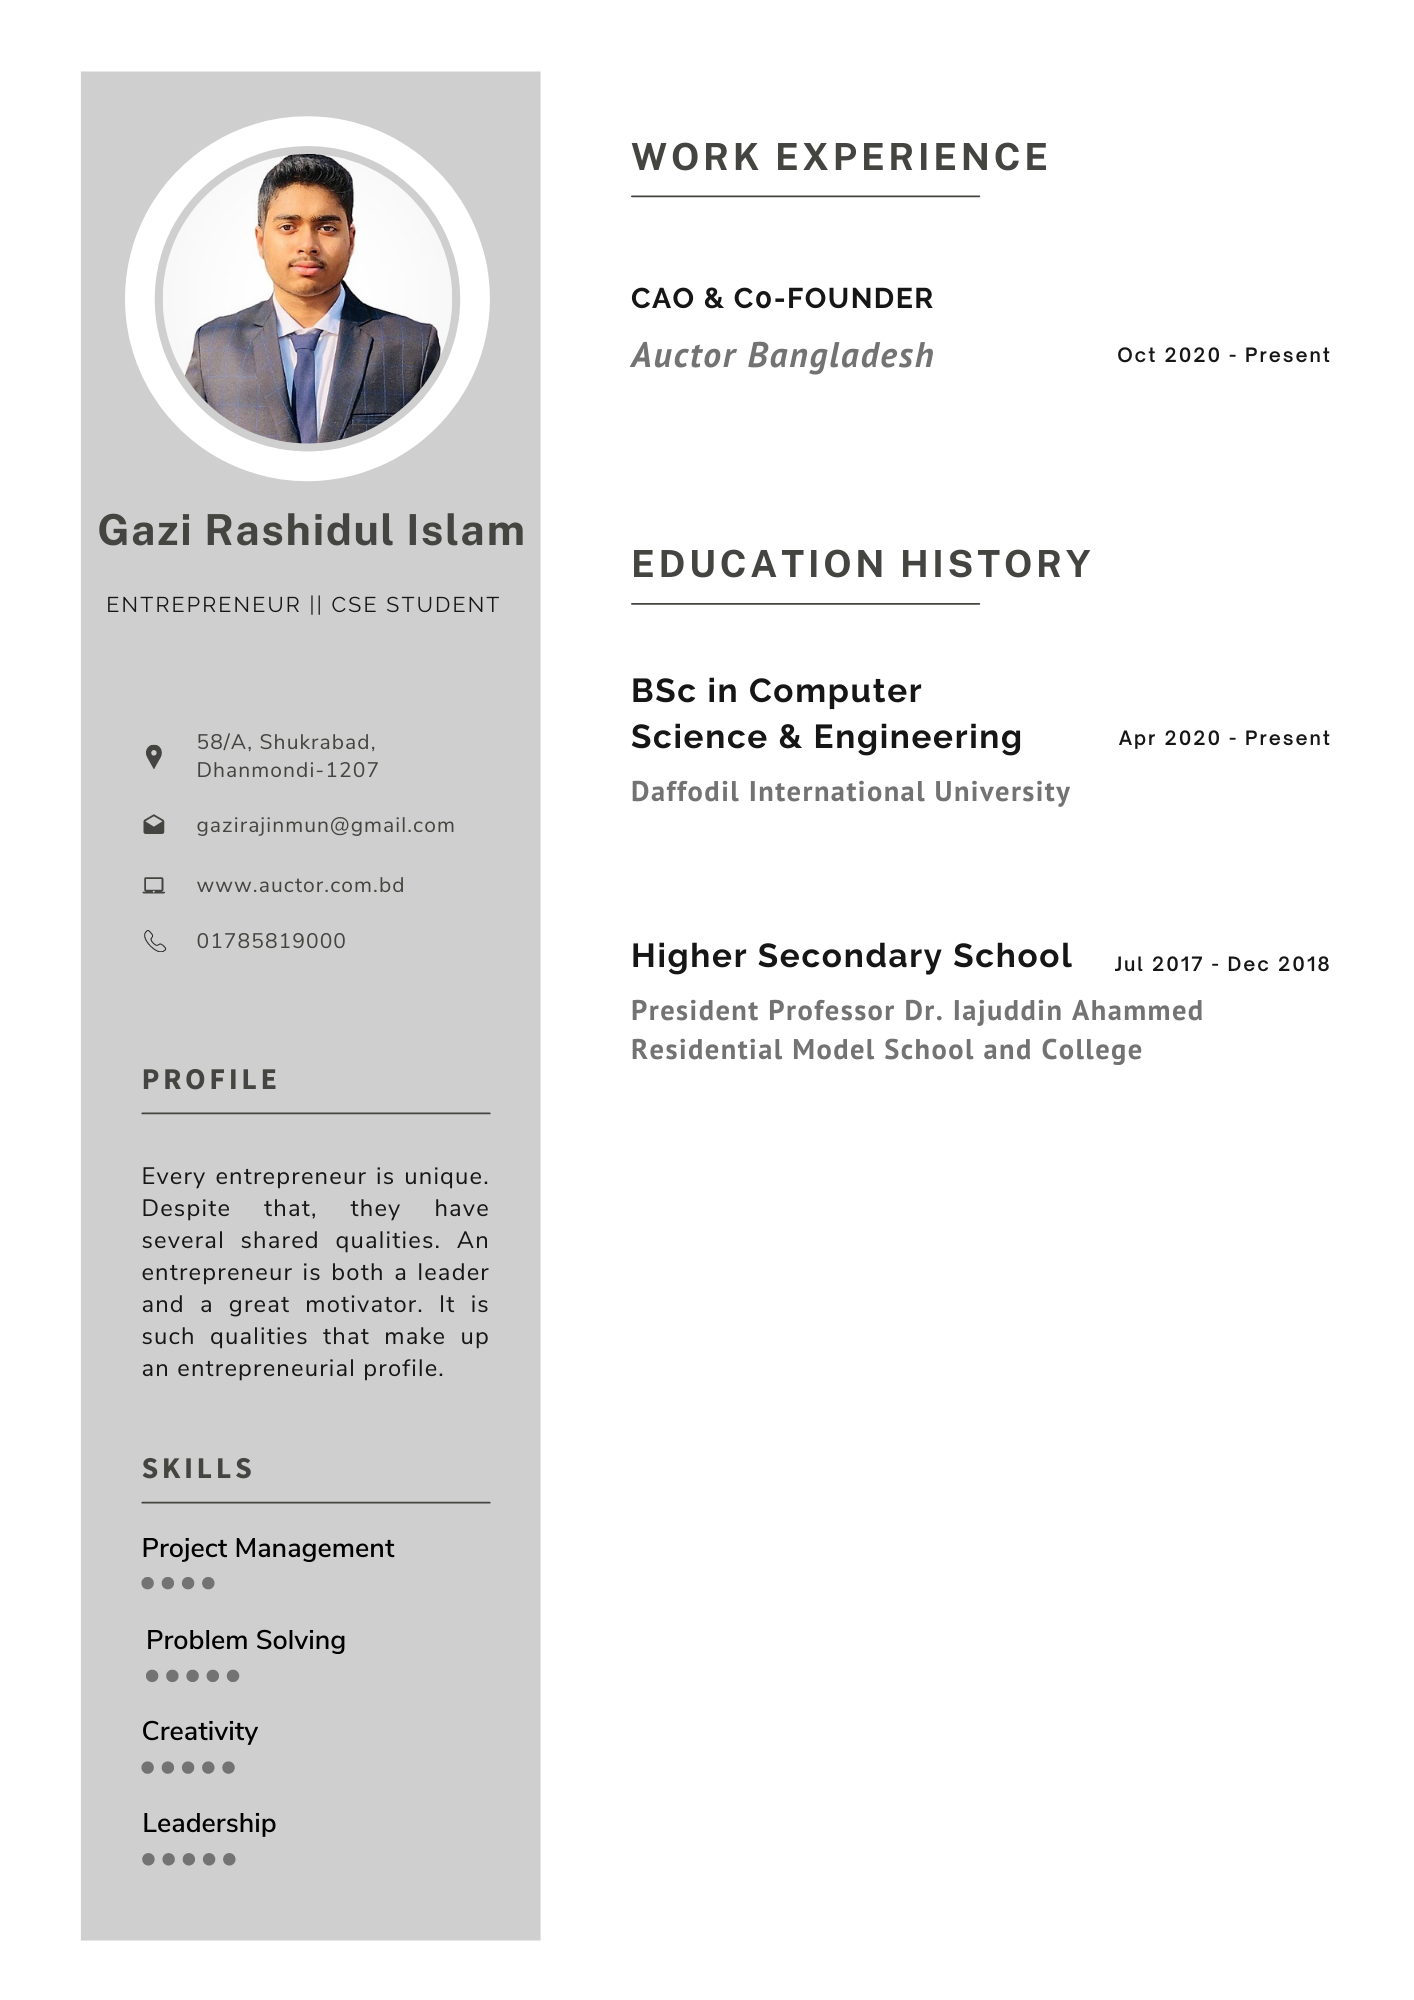 Gazi Rashidul Islam
ENTREPRENEUR || CSE STUDENT
58/A, Shukrabad,
Dhanmondi-1207
gazirajinmun@gmail.com
www.auctor.com.bd
01785819000
PROFILE
Every entrepreneur is unique.
Despite that, they have
several shared qualities. An
entrepreneur is both a leader
and a great motivator. It is
such qualities that make up
an entrepreneurial profile.
SKILLS
Project Management
Problem Solving
Creativity
Leadership
WORK EXPERIENCE
CAO & Co-FOUNDER
Auctor Bangladesh
Oct 2020 - Present
EDUCATION HISTORY
BSc in Computer
Science & Engineering
Apr 2020 - Present
Daffodil International University
Higher Secondary School
Jul 2017 - Dec 2018
President Professor Dr. Iajuddin Ahammed
Residential Model School and College